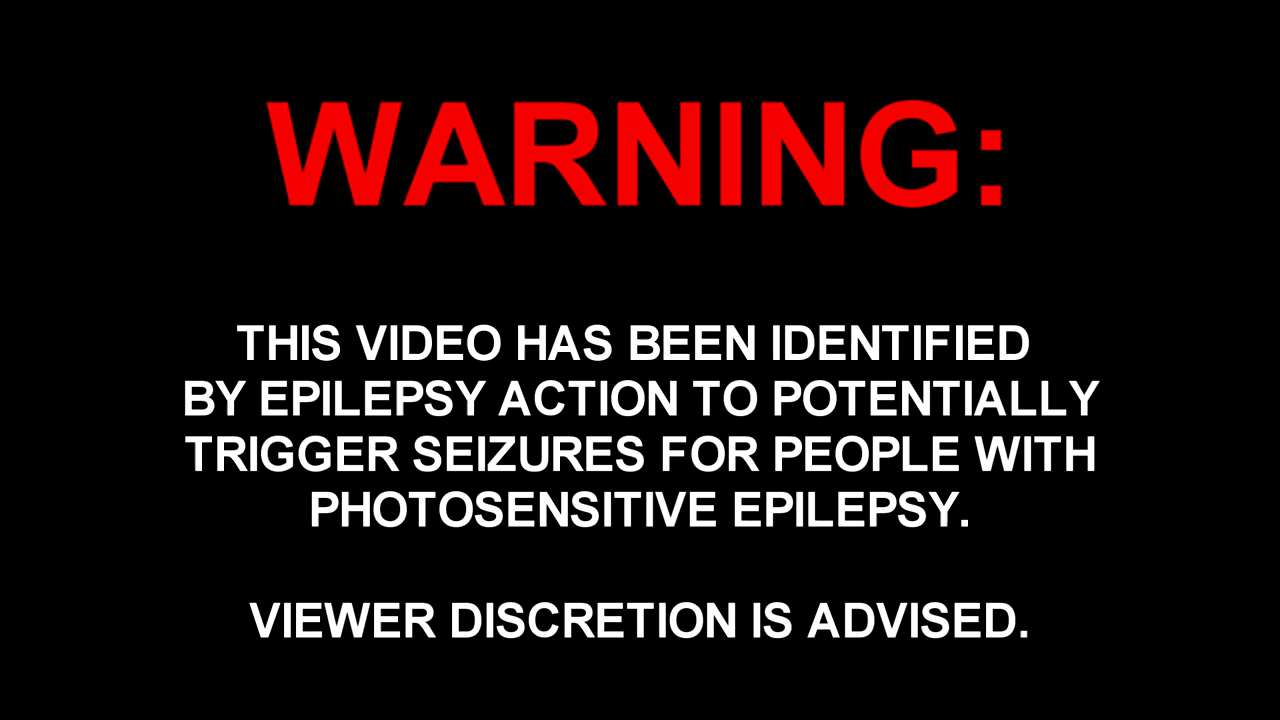 WARNING:
THIS VIDEO HAS BEEN IDENTIFIED
BY EPILEPSY ACTION TO POTENTIALLY
TRIGGER SEIZURES FOR PEOPLE WITH
PHOTOSENSITIVE EPILEPSY.
VIEWER DISCRETION IS ADVISED.